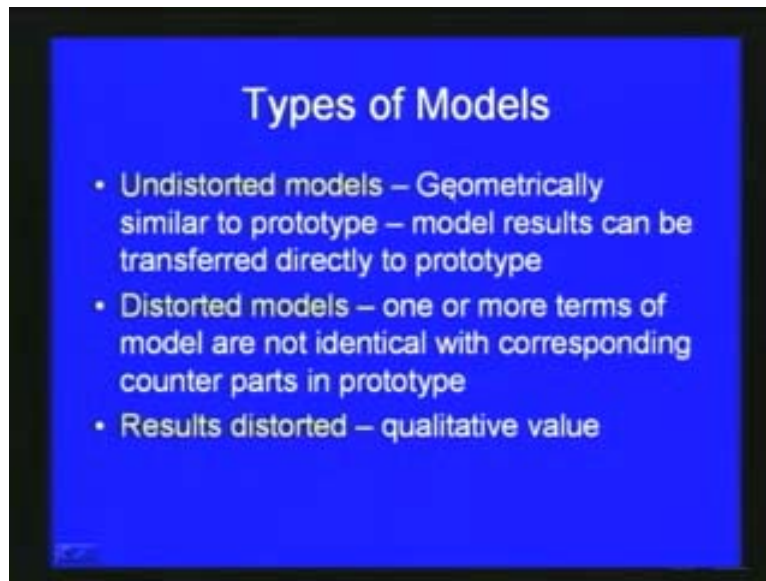 Types of Models
• Undistorted models – Geometrically
similar to prototype – model results can be
transferred directly to prototype
• Distorted models – one or more terms of
model are not identical with corresponding
counter parts in prototype
• Results distorted – qualitative value